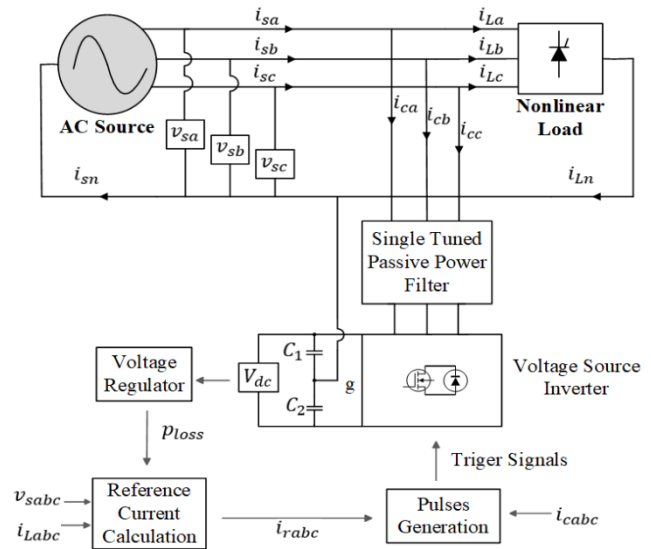 i_sa
i_La
i_sb
i_Lb
i_sc
i_Lc
AC Source
Nonlinear
Load
v_sa
v_sb
v_sc
i_ca
i_cb
i_cc
i_sn
i_Ln
Single Tuned
Passive Power
Filter
Voltage
Regulator
V_dc
C_1
C_2
g
Voltage Source
Inverter
p_loss
Triger Signals
v_sabc
i_Labc
Reference
Current
Calculation
i_rabc
Pulses
Generation
i_cabc